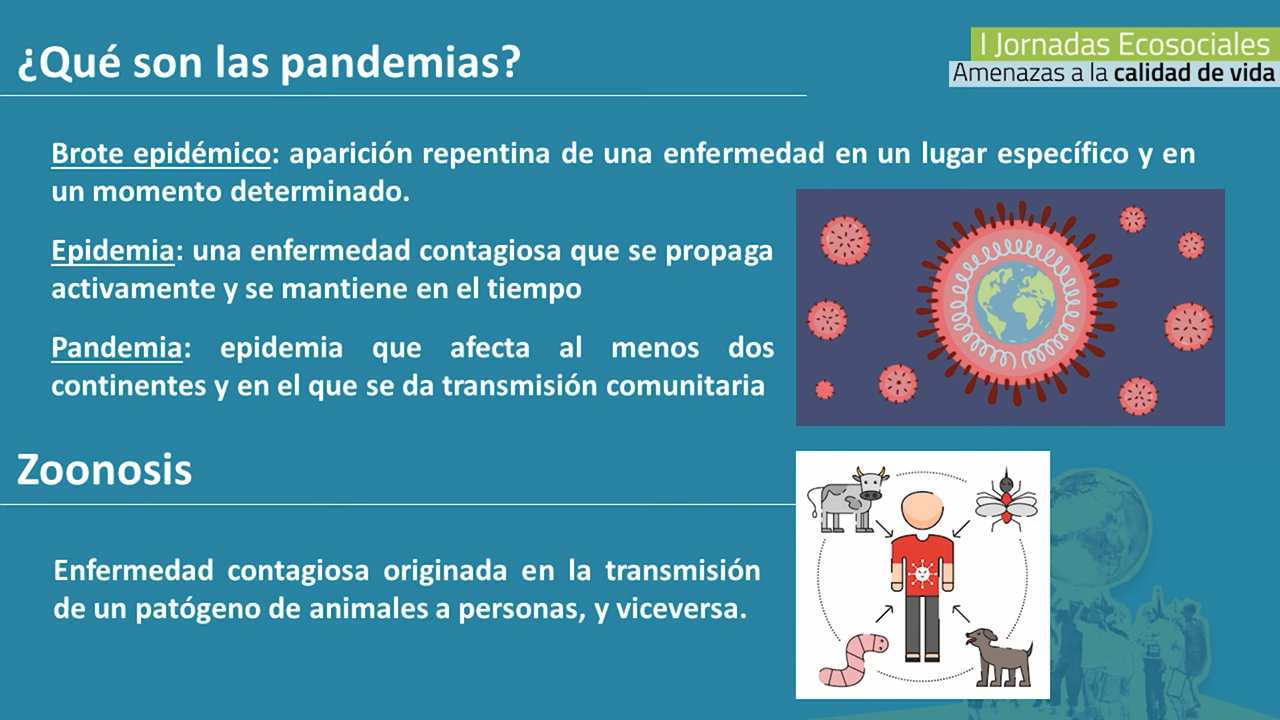 ¿Qué son las pandemias?
I Jornadas Ecosociales
Amenazas a la calidad de vida
Brote epidémico: aparición repentina de una enfermedad en un lugar específico y en
un momento determinado.
Epidemia: una enfermedad contagiosa que se propaga
activamente y se mantiene en el tiempo
Pandemia: epidemia que afecta al menos dos
continentes y en el que se da transmisión comunitaria
Zoonosis
Enfermedad contagiosa originada en la transmisión
de un patógeno de animales a personas, y viceversa.